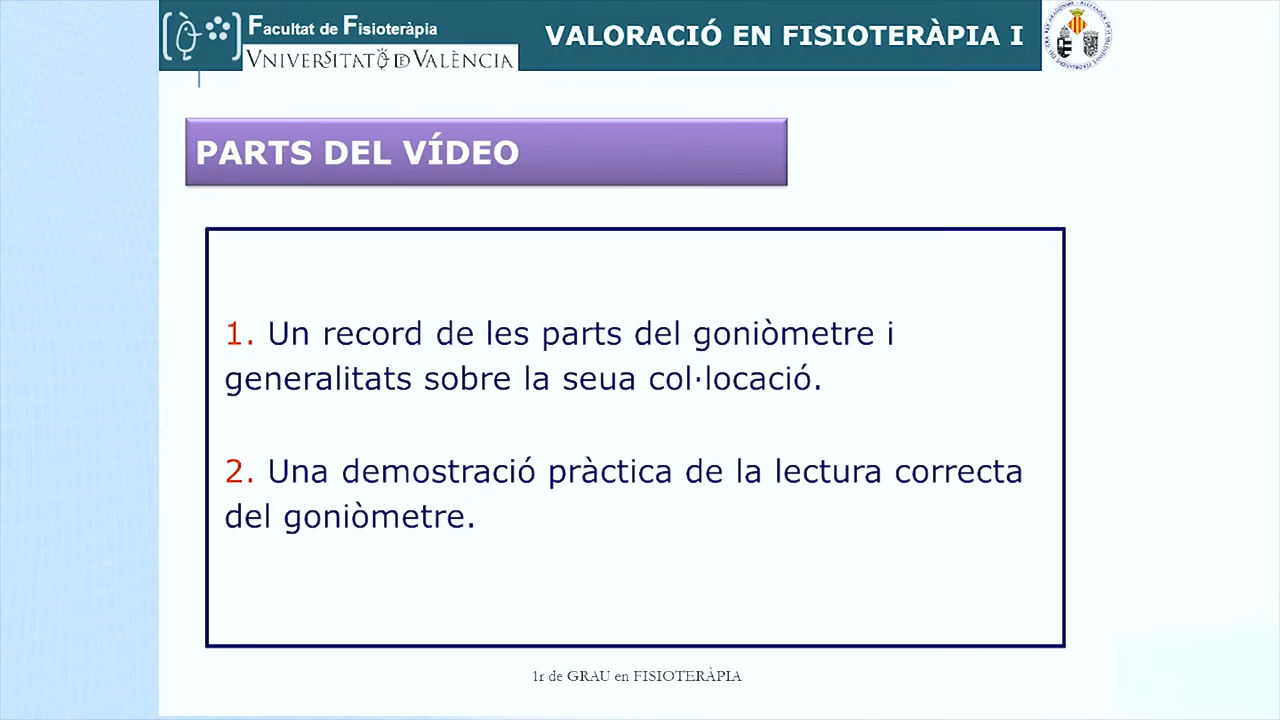 Facultat de Fisioteràpia
VNIVERSITATĢ DE VALÈNCIA
VALORACIÓ EN FISIOTERÀPIA I
PARTS DEL VÍDEO
1. Un record de les parts del goniòmetre i
generalitats sobre la seua col·locació.
2. Una demostració pràctica de la lectura correcta
del goniòmetre.
1r de GRAU en FISIOTERÀPIA